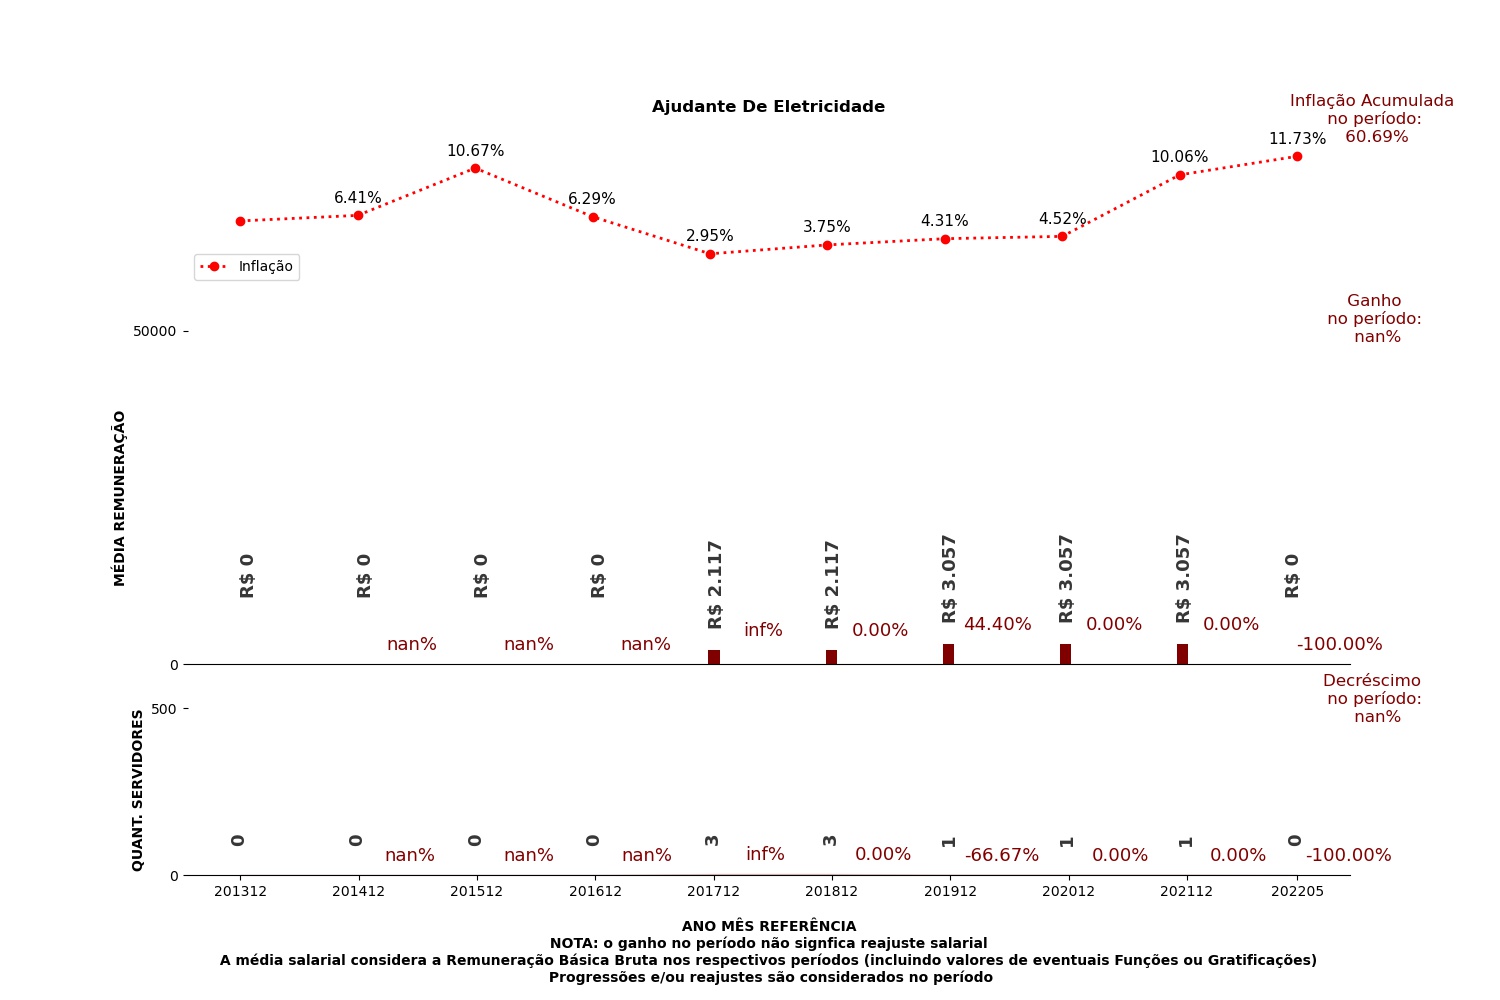 Ajudante De Eletricidade
Inflação Acumulada
no período:
60.69%
6.41%
10.67%
6.29%
2.95%
3.75%
4.31%
4.52%
10.06%
11.73%
Inflação
Ganho
no período:
nan%
50000
0
MÉDIA REMUNERAÇÃO
R$ 0
R$ 0
R$ 0
R$ 0
R$ 2.117
R$ 2.117
R$ 3.057
R$ 3.057
R$ 3.057
R$ 0
nan%
nan%
nan%
inf%
0.00%
44.40%
0.00%
0.00%
-100.00%
Decréscimo
no período:
nan%
500
0
QUANT. SERVIDORES
0
0
0
0
3
3
1
1
1
0
nan%
nan%
nan%
inf%
0.00%
-66.67%
0.00%
0.00%
-100.00%
201312
201412
201512
201612
201712
201812
201912
202012
202112
202205
ANO MÊS REFERÊNCIA
NOTA: o ganho no período não signfica reajuste salarial
A média salarial considera a Remuneração Básica Bruta nos respectivos períodos (incluindo valores de eventuais Funções ou Gratificações)
Progressões e/ou reajustes são considerados no período